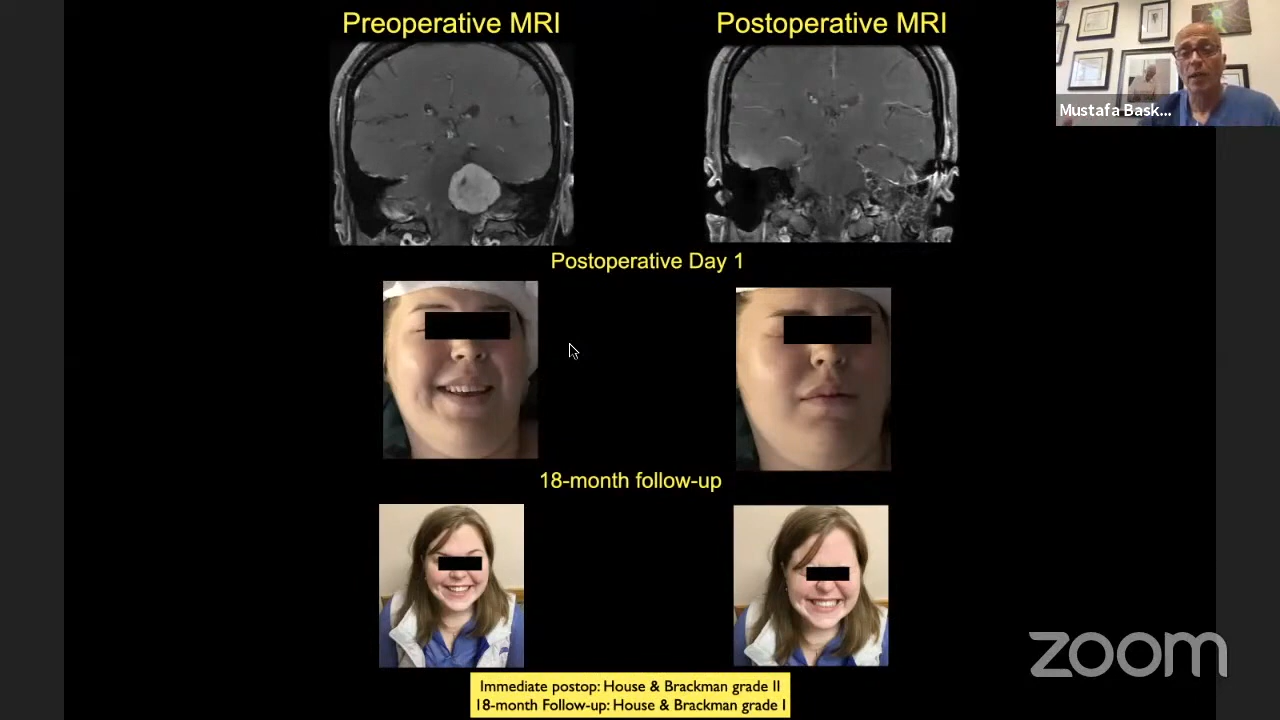 Preoperative MRI
Postoperative MRI
Mustafa Bask...
Postoperative Day 1
18-month follow-up
zoom
Immediate postop: House & Brackman grade II
18-month Follow-up: House & Brackman grade I